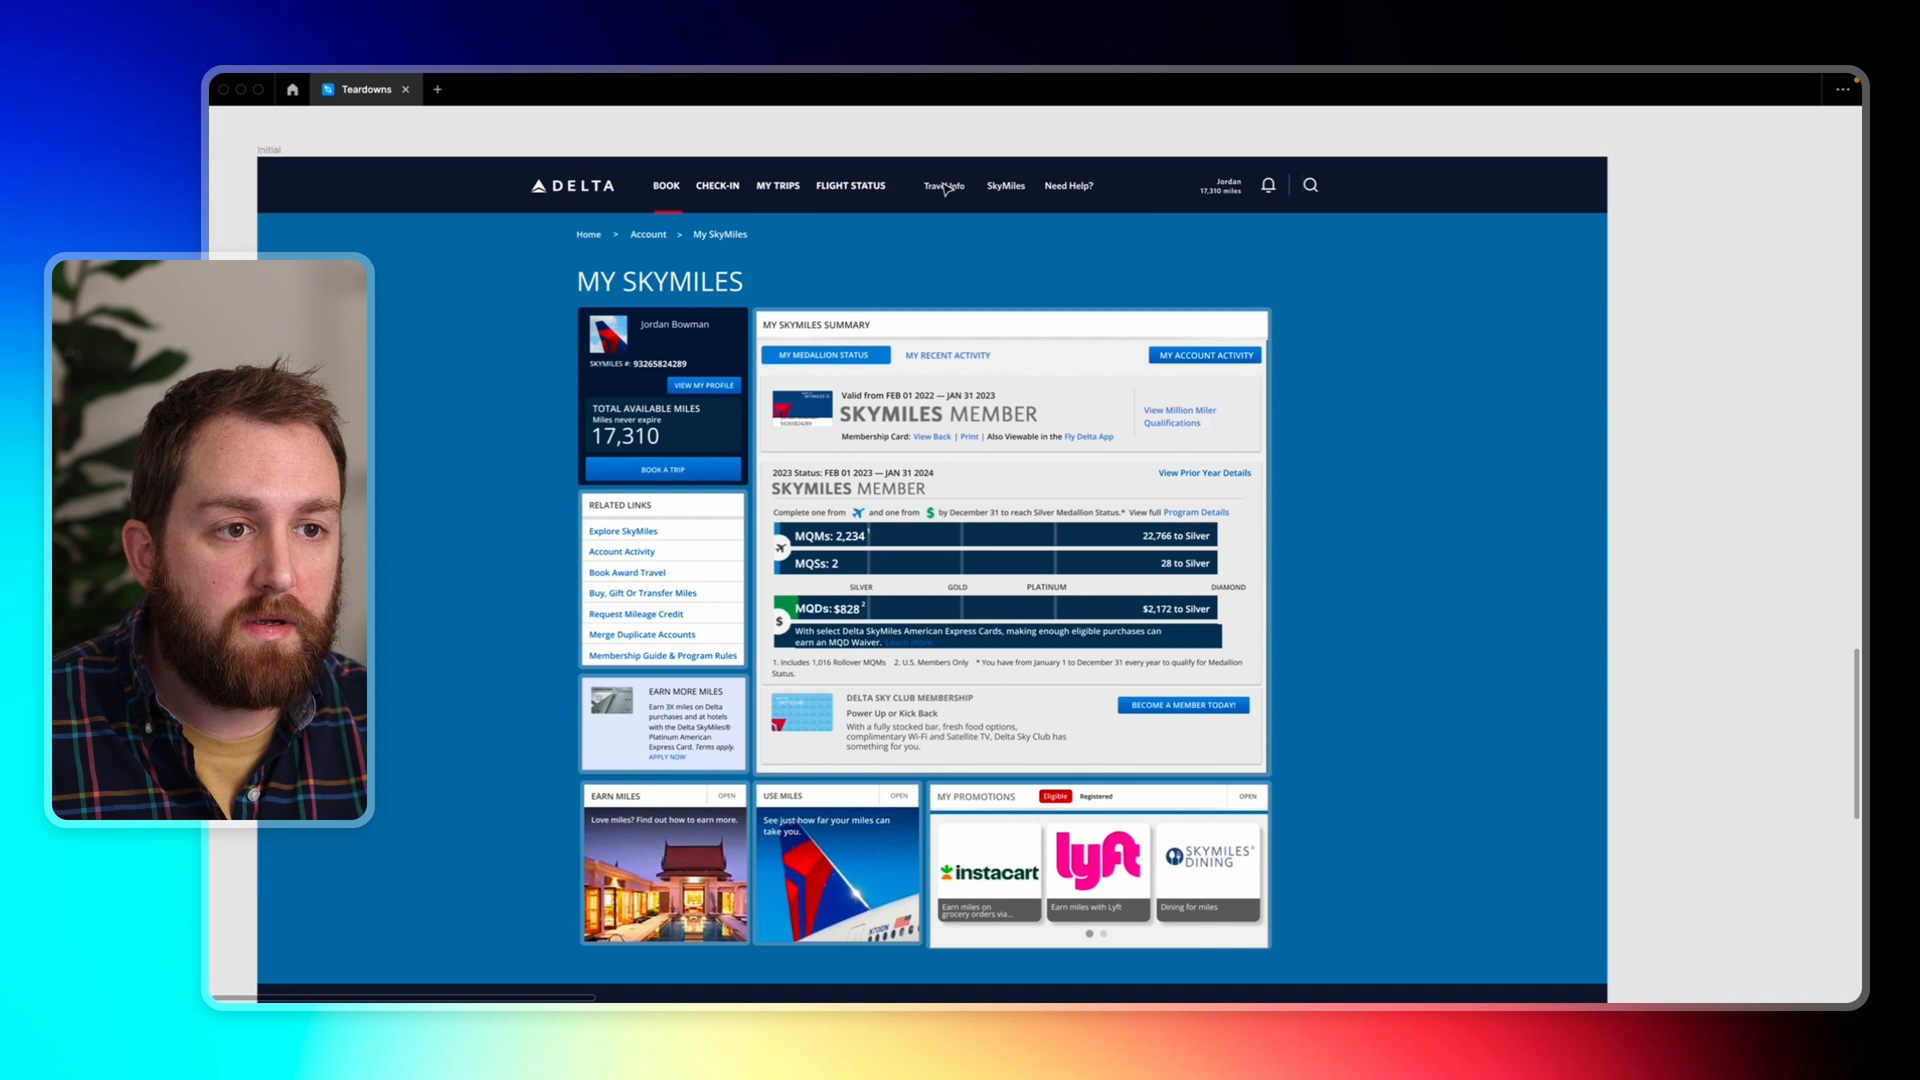 Teardowns
Initial
DELTA
BOOK
CHECK-IN
MY TRIPS
FLIGHT STATUS
Travel Info
SkyMiles
Need Help?
Jordan
17,310 miles
Home > Account > My SkyMiles
MY SKYMILES
Jordan Bowman
SKYMILES #: 93265824289
VIEW MY PROFILE
TOTAL AVAILABLE MILES
Miles never expire
17,310
BOOK A TRIP
RELATED LINKS
Explore SkyMiles
Account Activity
Book Award Travel
Buy, Gift Or Transfer Miles
Request Mileage Credit
Merge Duplicate Accounts
Membership Guide & Program Rules
EARN MORE MILES
Earn 3X miles on Delta
purchases and at hotels
with the Delta SkyMiles®
Platinum American
Express Card. Terms apply.
APPLY NOW
MY SKYMILES SUMMARY
MY MEDALLION STATUS
MY RECENT ACTIVITY
MY ACCOUNT ACTIVITY
Valid from FEB 01 2022 — JAN 31 2023
SKYMILES MEMBER
Membership Card: View Back | Print | Also Viewable in the Fly Delta App
View Million Miler
Qualifications
2023 Status: FEB 01 2023 — JAN 31 2024
View Prior Year Details
SKYMILES MEMBER
Complete one from and one from $ by December 31 to reach Silver Medallion Status.* View full Program Details
MQMs: 2,234 1
22,766 to Silver
MQSs: 2
28 to Silver
SILVER
GOLD
PLATINUM
DIAMOND
$
MQDs: $828 2
$2,172 to Silver
With select Delta SkyMiles American Express Cards, making enough eligible purchases can
earn an MQD Waiver. Learn more
1. Includes 1,016 Rollover MQMs 2. U.S. Members Only * You have from January 1 to December 31 every year to qualify for Medallion
Status.
DELTA SKY CLUB MEMBERSHIP
Power Up or Kick Back
With a fully stocked bar, fresh food options,
complimentary Wi-Fi and Satellite TV, Delta Sky Club has
something for you.
BECOME A MEMBER TODAY!
EARN MILES
OPEN
Love miles? Find out how to earn more.
USE MILES
OPEN
See just how far your miles can
take you.
MY PROMOTIONS
Eligible
Registered
OPEN
instacart
Earn miles on
grocery orders via...
lyft
Earn miles with Lyft
SKYMILES®
DINING
Dining for miles